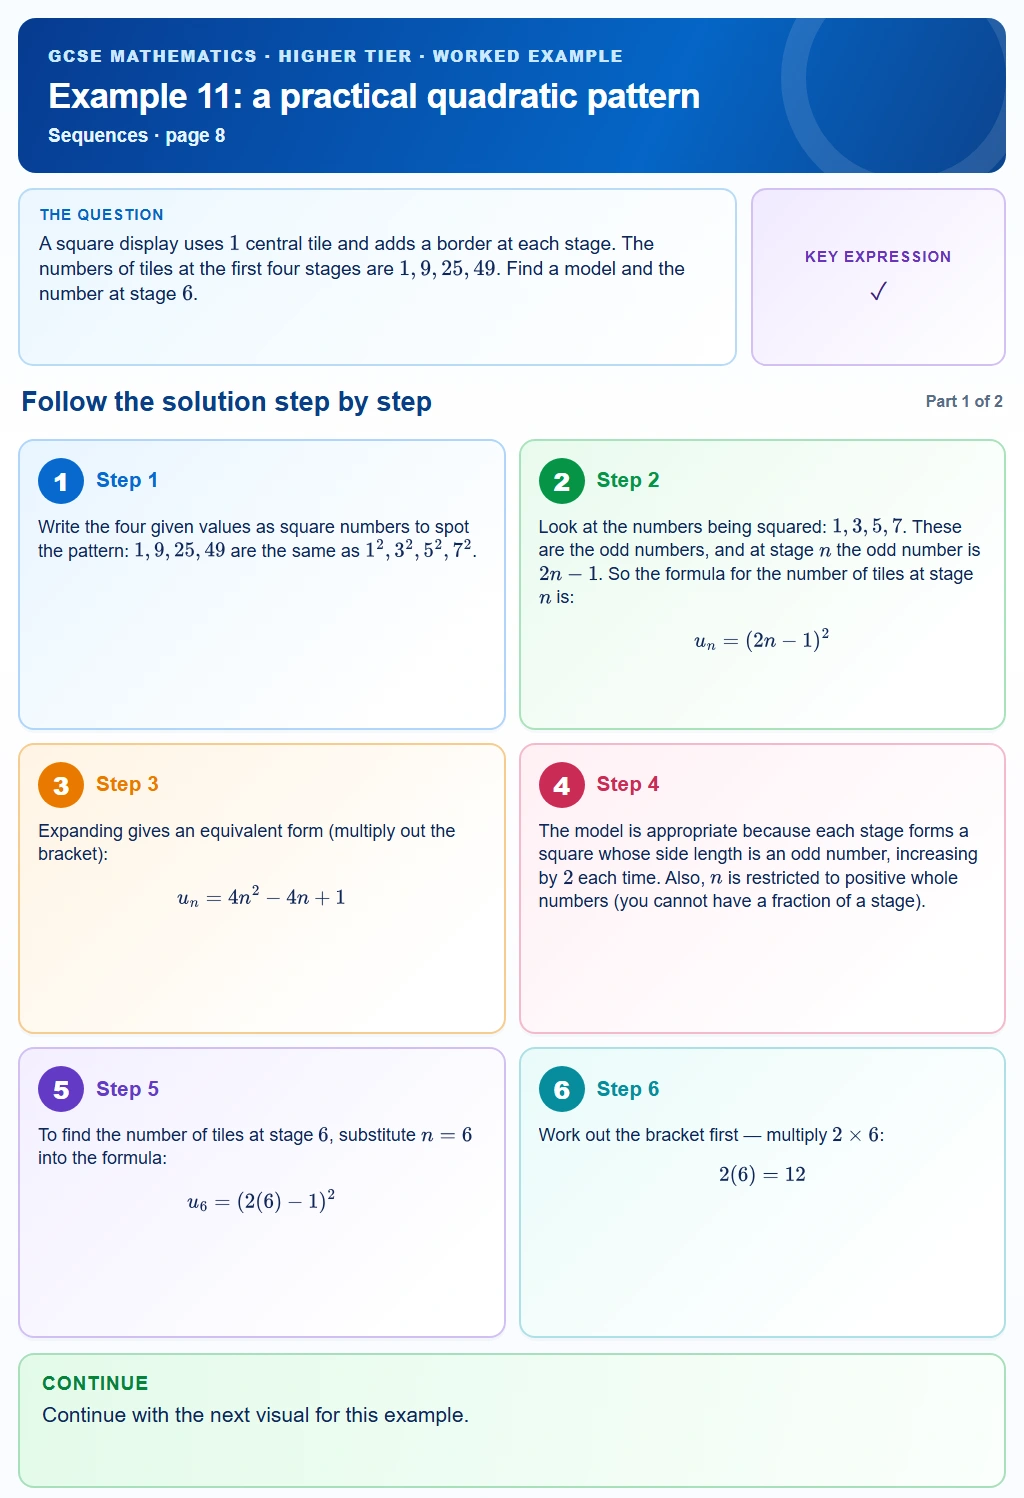 GCSE MATHEMATICS · HIGHER TIER · WORKED EXAMPLE
Example 11: a practical quadratic pattern
Sequences · page 8
THE QUESTION
A square display uses 1 central tile and adds a border at each stage. The
numbers of tiles at the first four stages are 1, 9, 25, 49. Find a model and the
number at stage 6.
KEY EXPRESSION
✓
Follow the solution step by step
Part 1 of 2
1 Step 1
Write the four given values as square numbers to spot
the pattern: 1, 9, 25, 49 are the same as 1², 3², 5², 7².
2 Step 2
Look at the numbers being squared: 1, 3, 5, 7. These
are the odd numbers, and at stage n the odd number is
2n − 1. So the formula for the number of tiles at stage
n is:
uₙ = (2n − 1)²
3 Step 3
Expanding gives an equivalent form (multiply out the
bracket):
uₙ = 4n² − 4n + 1
4 Step 4
The model is appropriate because each stage forms a
square whose side length is an odd number, increasing
by 2 each time. Also, n is restricted to positive whole
numbers (you cannot have a fraction of a stage).
5 Step 5
To find the number of tiles at stage 6, substitute n = 6
into the formula:
u₆ = (2(6) − 1)²
6 Step 6
Work out the bracket first — multiply 2 × 6:
2(6) = 12
CONTINUE
Continue with the next visual for this example.